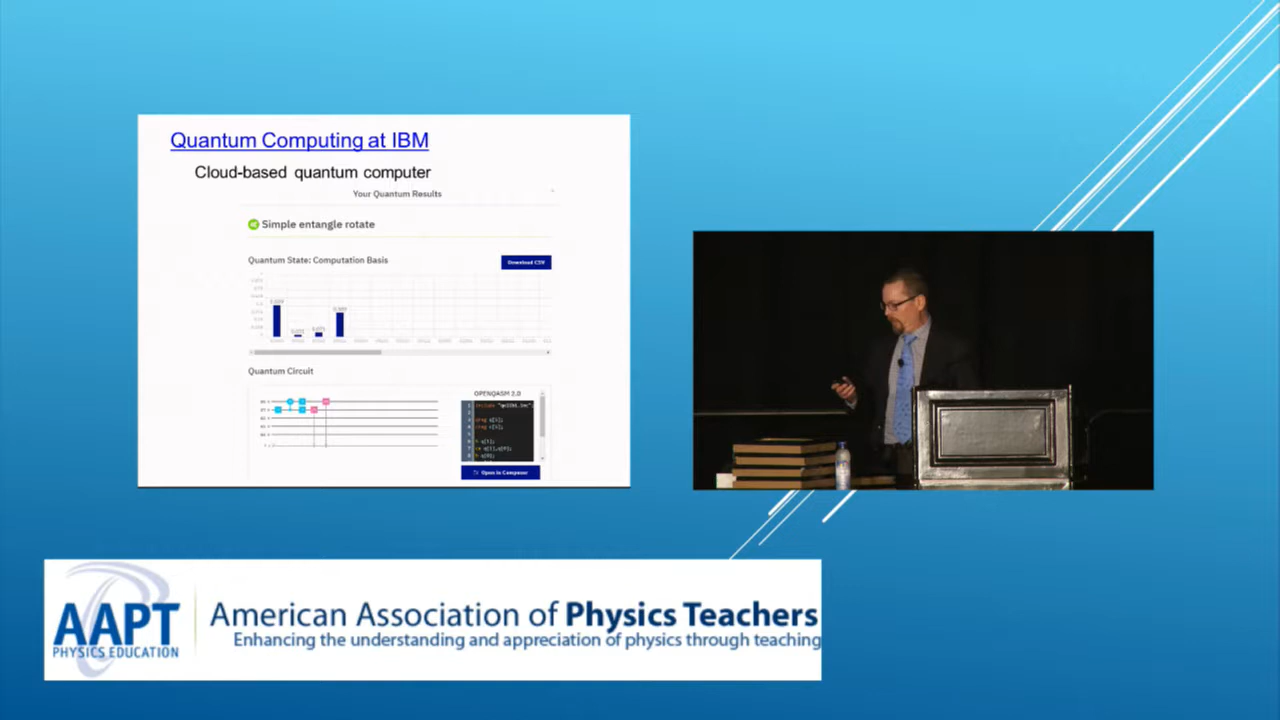 Quantum Computing at IBM
Cloud-based quantum computer
Your Quantum Results
Simple entangle rotate
Quantum State: Computation Basis
Download CSV
Quantum Circuit
OPENQASM 2.0
Open in Composer
AAPT
PHYSICS EDUCATION
American Association of Physics Teachers
Enhancing the understanding and appreciation of physics through teaching